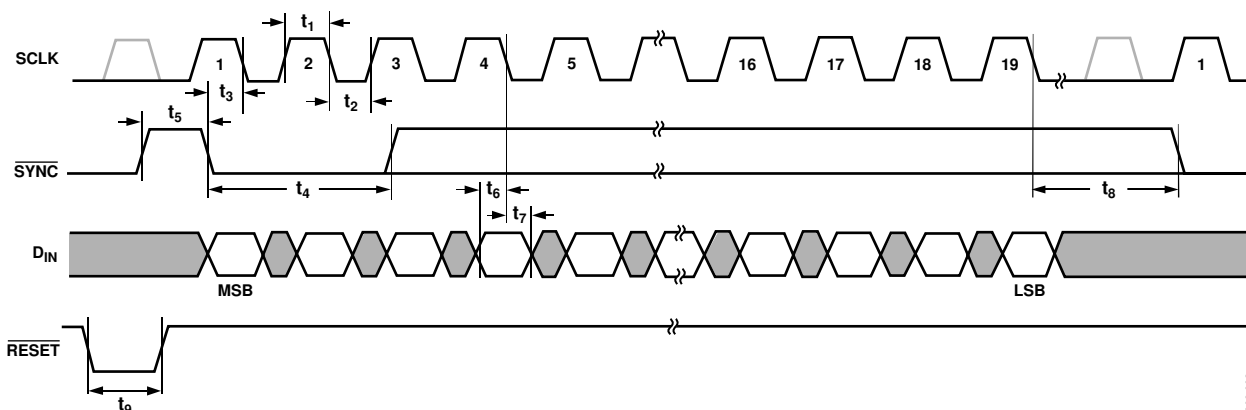 t1
SCLK
1
2
3
4
5
16
17
18
19
1
t3
t2
t5
SYNC
t4
t6
t7
t8
DIN
MSB
LSB
RESET
t9